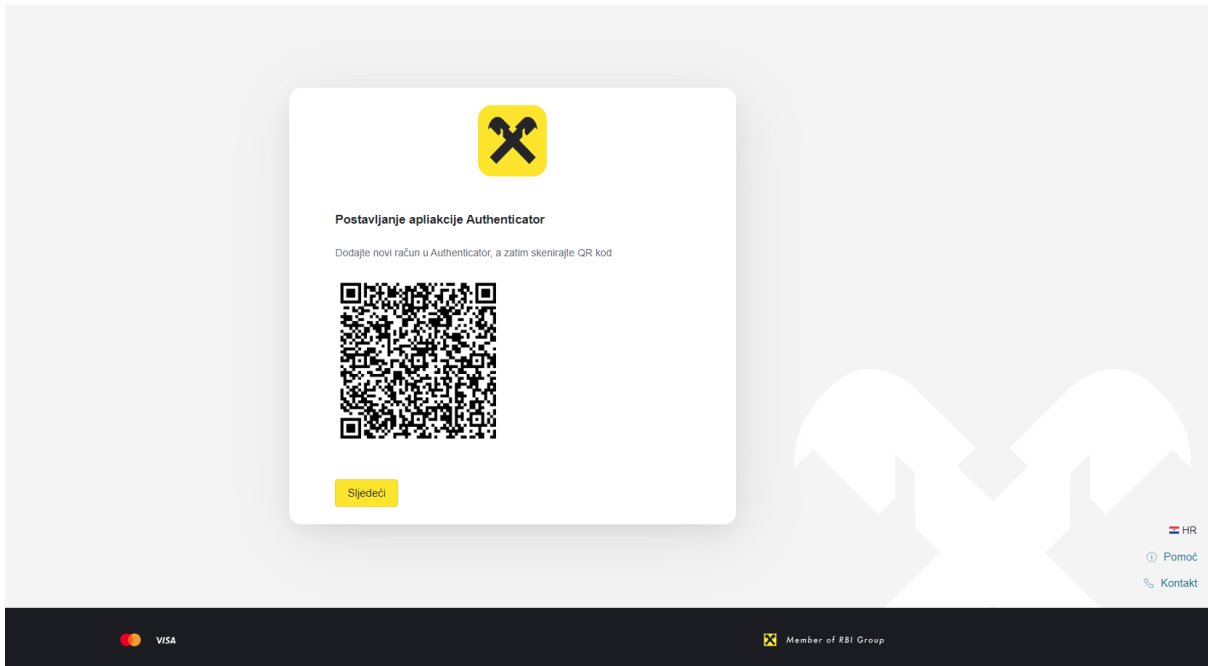 Postavljanje apliakcije Authenticator
Dodajte novi račun u Authenticator, a zatim skenirajte QR kod
Sljedeći
HR
Pomoć
Kontakt
VISA
Member of RBI Group